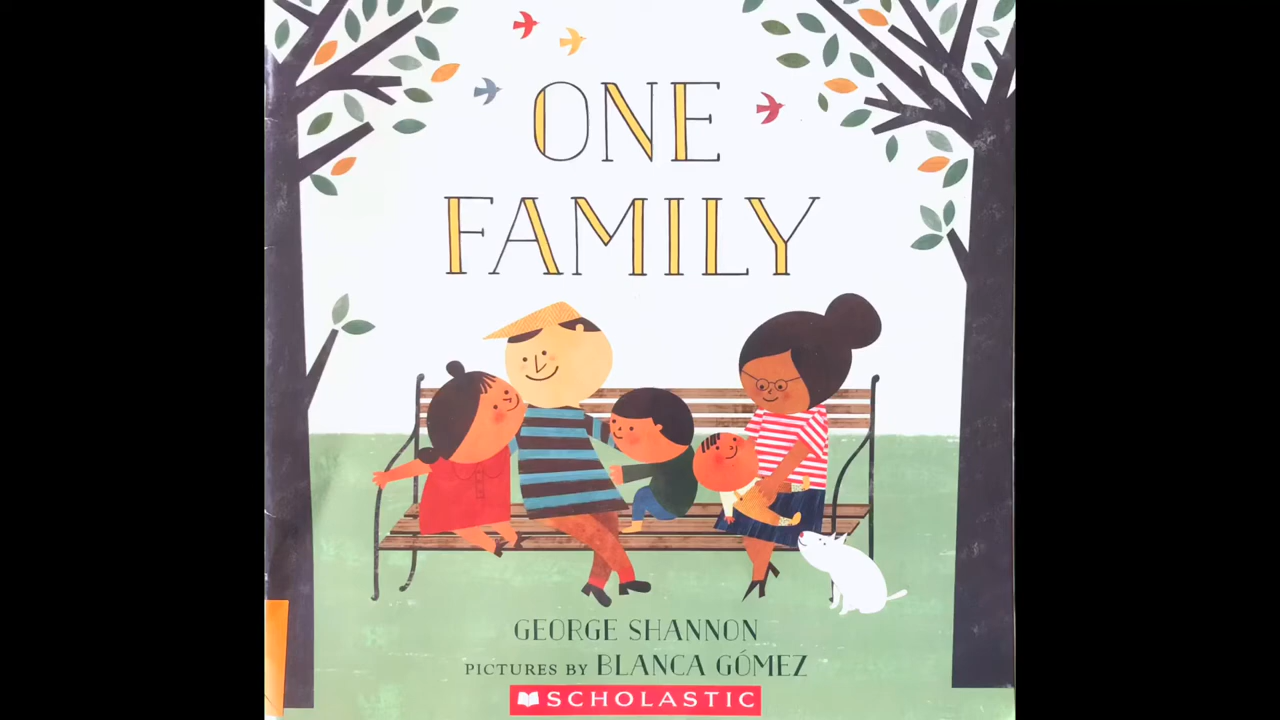 ONE
FAMILY
GEORGE SHANNON
PICTURES BY BLANCA GÓMEZ
SCHOLASTIC